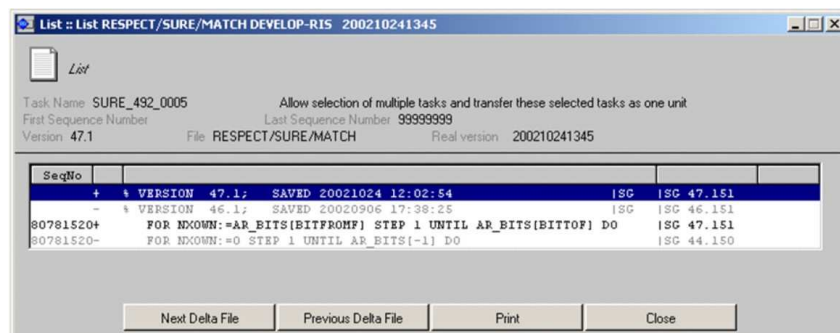 List :: List RESPECT/SURE/MATCH DEVELOP-RIS 200210241345
List
Task Name SURE_492_0005 Allow selection of multiple tasks and transfer these selected tasks as one unit
First Sequence Number Last Sequence Number 99999999
Version 47.1 File RESPECT/SURE/MATCH Real version 200210241345
SeqNo
+ % VERSION 47.1; SAVED 20021024 12:02:54 |SG |SG 47.151
- % VERSION 46.1; SAVED 20020906 17:38:25 |SG |SG 46.151
80781520+ FOR NXOWN:=AR_BITS[BITFROMF] STEP 1 UNTIL AR_BITS[BITTOF] DO |SG 47.151
80781520- FOR NXOWN:=0 STEP 1 UNTIL AR_BITS[-1] DO |SG 44.150
Next Delta File Previous Delta File Print Close